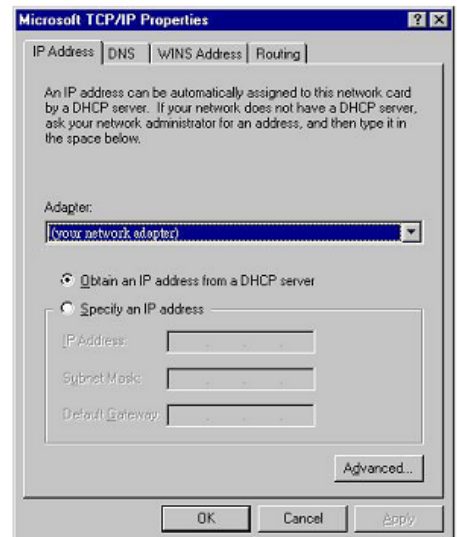 Microsoft TCP/IP Properties
IP Address DNS WINS Address Routing
An IP address can be automatically assigned to this network card
by a DHCP server. If your network does not have a DHCP server,
ask your network administrator for an address, and then type it in
the space below.
Adapter:
(your network adapter)
Obtain an IP address from a DHCP server
Specify an IP address
IP Address:
Subnet Mask:
Default Gateway:
Advanced...
OK Cancel Apply